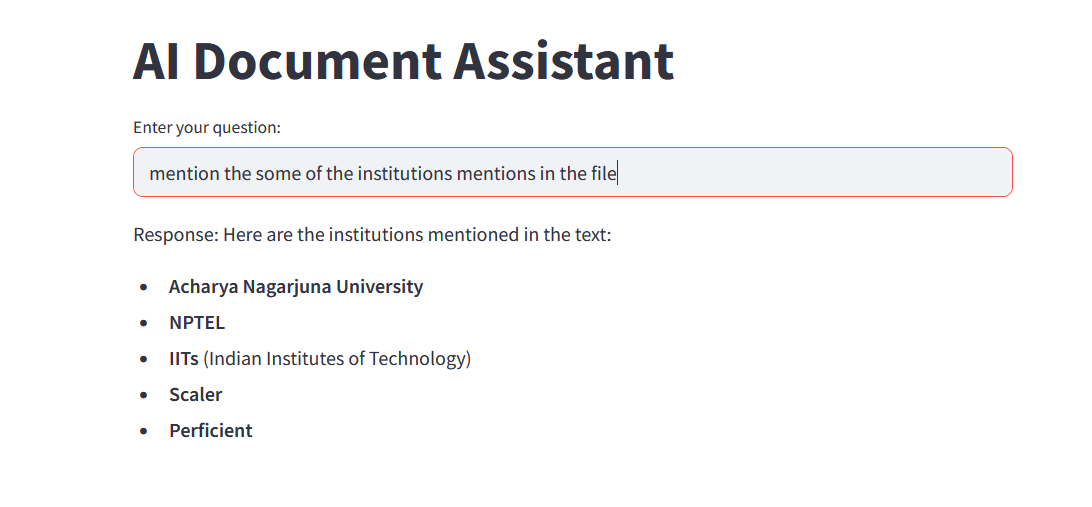 AI Document Assistant
Enter your question:
mention the some of the institutions mentions in the file
Response: Here are the institutions mentioned in the text:
• Acharya Nagarjuna University
• NPTEL
• IITs (Indian Institutes of Technology)
• Scaler
• Perficient